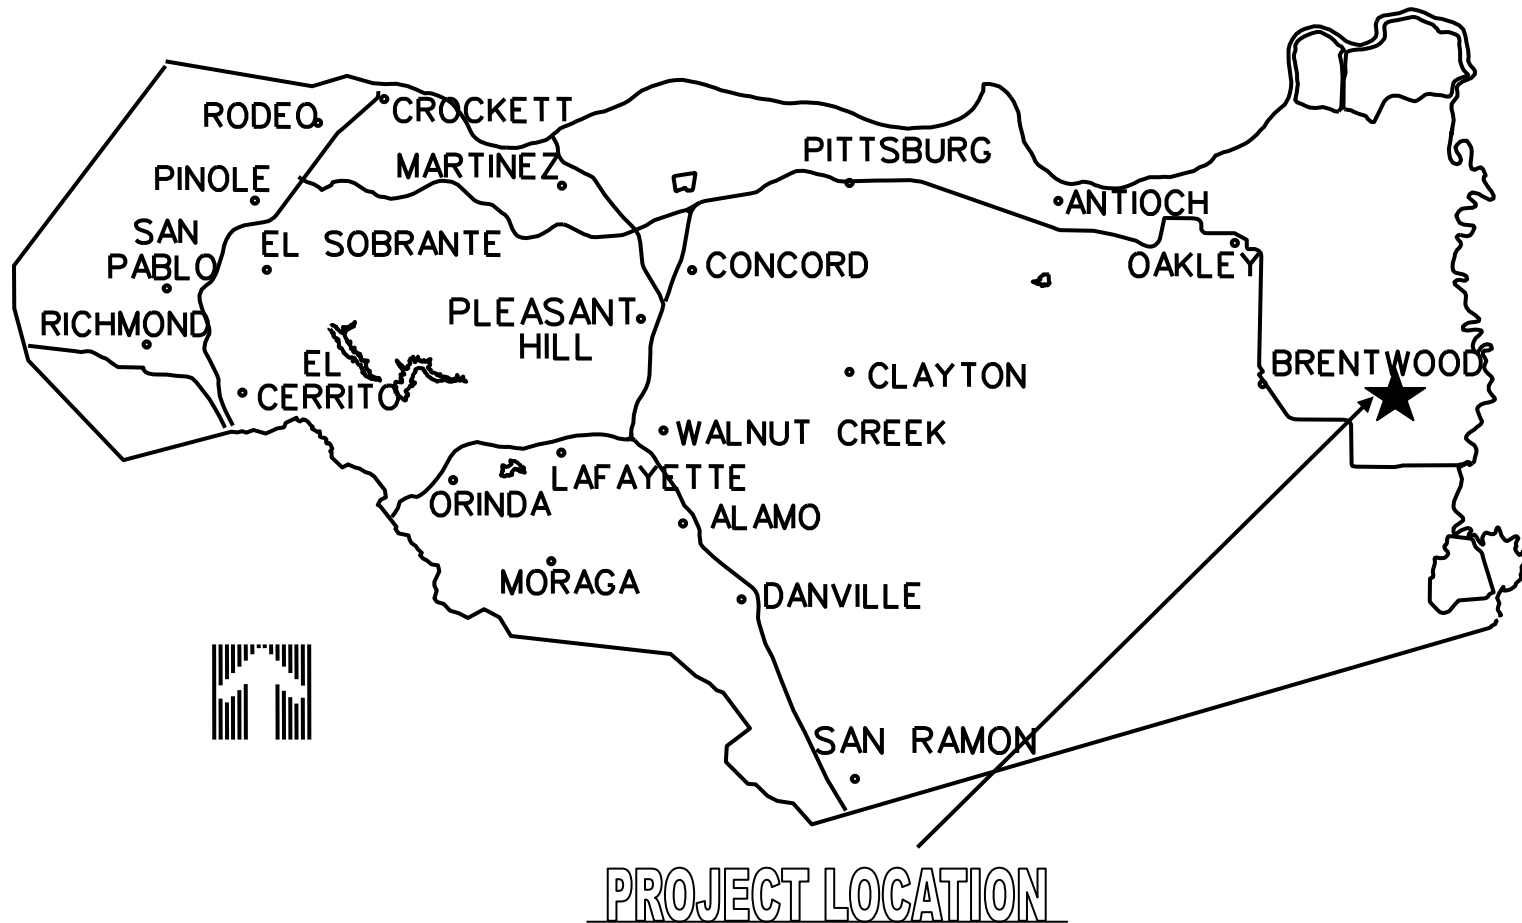 CROCKETT
RODEO
PITTSBURG
MARTINEZ
PINOLE
ANTIOCH
SAN
PABLO
EL SOBRANTE
CONCORD
OAKLEY
PLEASANT
HILL
RICHMOND
EL
CERRITO
BRENTWOOD
CLAYTON
WALNUT CREEK
LAFAYETTE
ORINDA
ALAMO
MORAGA
DANVILLE
SAN RAMON
PROJECT LOCATION